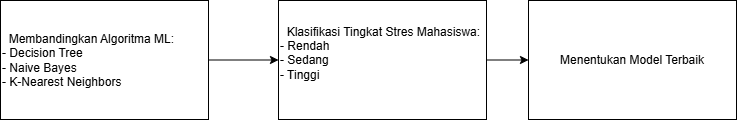 Membandingkan Algoritma ML:
- Decision Tree
- Naive Bayes
- K-Nearest Neighbors
Klasifikasi Tingkat Stres Mahasiswa:
- Rendah
- Sedang
- Tinggi
Menentukan Model Terbaik